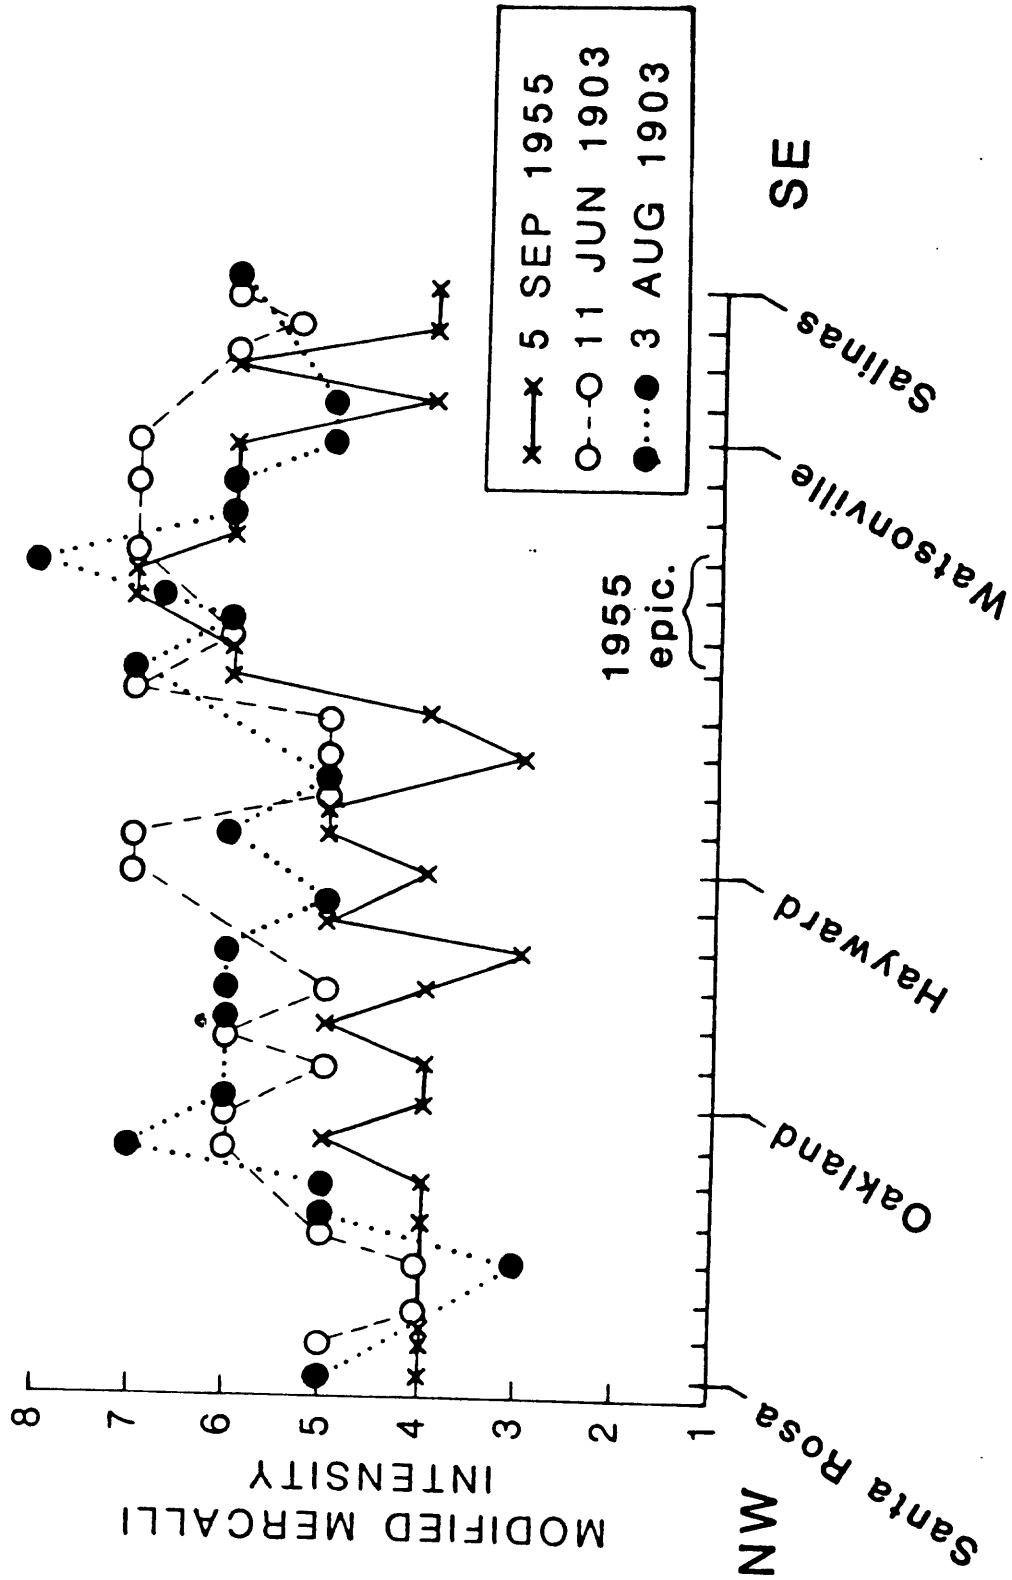 MODIFIED MERCALLI
INTENSITY
8
7
6
5
4
3
2
1
5 SEP 1955
11 JUN 1903
3 AUG 1903
1955
epic.
NW
SE
Santa Rosa
Oakland
Hayward
Watsonville
Salinas